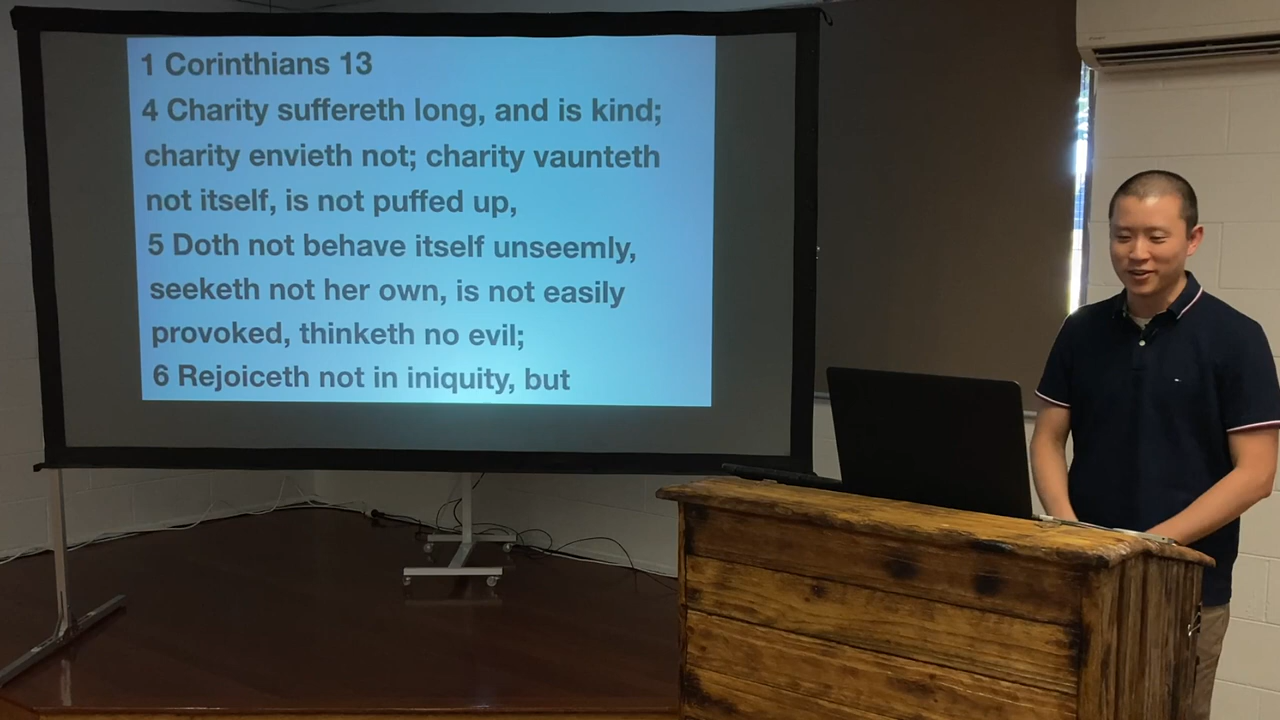 1 Corinthians 13
4 Charity suffereth long, and is kind;
charity envieth not; charity vaunteth
not itself, is not puffed up,
5 Doth not behave itself unseemly,
seeketh not her own, is not easily
provoked, thinketh no evil;
6 Rejoiceth not in iniquity, but